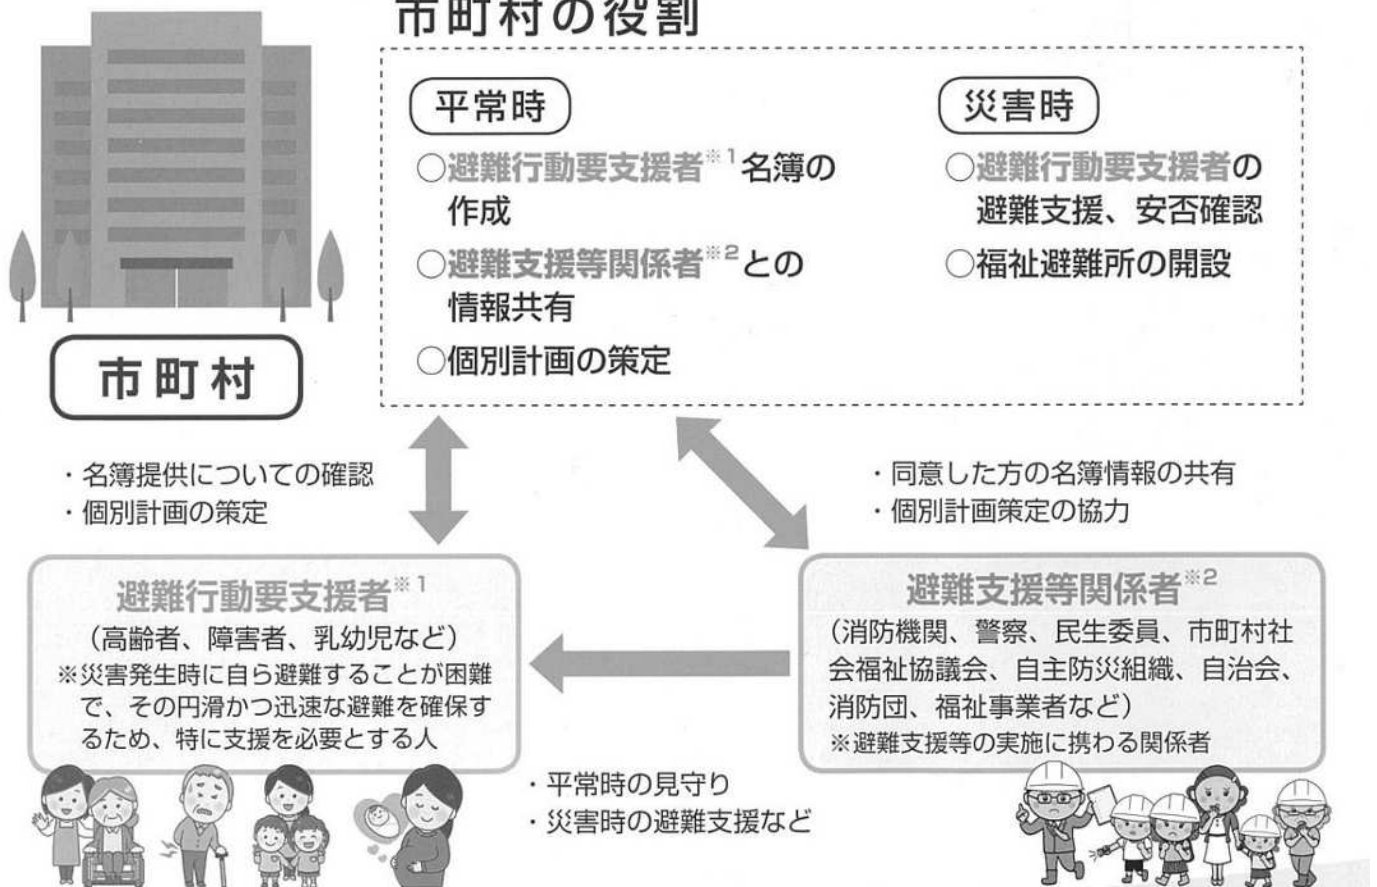 市町村の役割
平常時
○避難行動要支援者※1名簿の
作成
○避難支援等関係者※2との
情報共有
○個別計画の策定
災害時
○避難行動要支援者の
避難支援、安否確認
○福祉避難所の開設
市町村
・名簿提供についての確認
・個別計画の策定
・同意した方の名簿情報の共有
・個別計画策定の協力
避難行動要支援者※1
（高齢者、障害者、乳幼児など）
※災害発生時に自ら避難することが困難
で、その円滑かつ迅速な避難を確保す
るため、特に支援を必要とする人
避難支援等関係者※2
（消防機関、警察、民生委員、市町村社
会福祉協議会、自主防災組織、自治会、
消防団、福祉事業者など）
※避難支援等の実施に携わる関係者
・平常時の見守り
・災害時の避難支援など